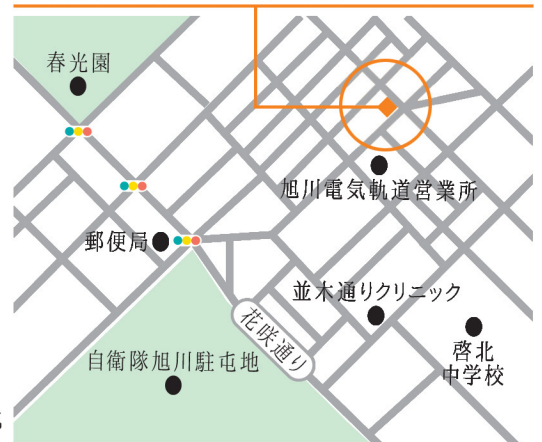 春光園
旭川電気軌道営業所
郵便局
並木通りクリニック
花咲通り
自衛隊旭川駐屯地
啓北
中学校